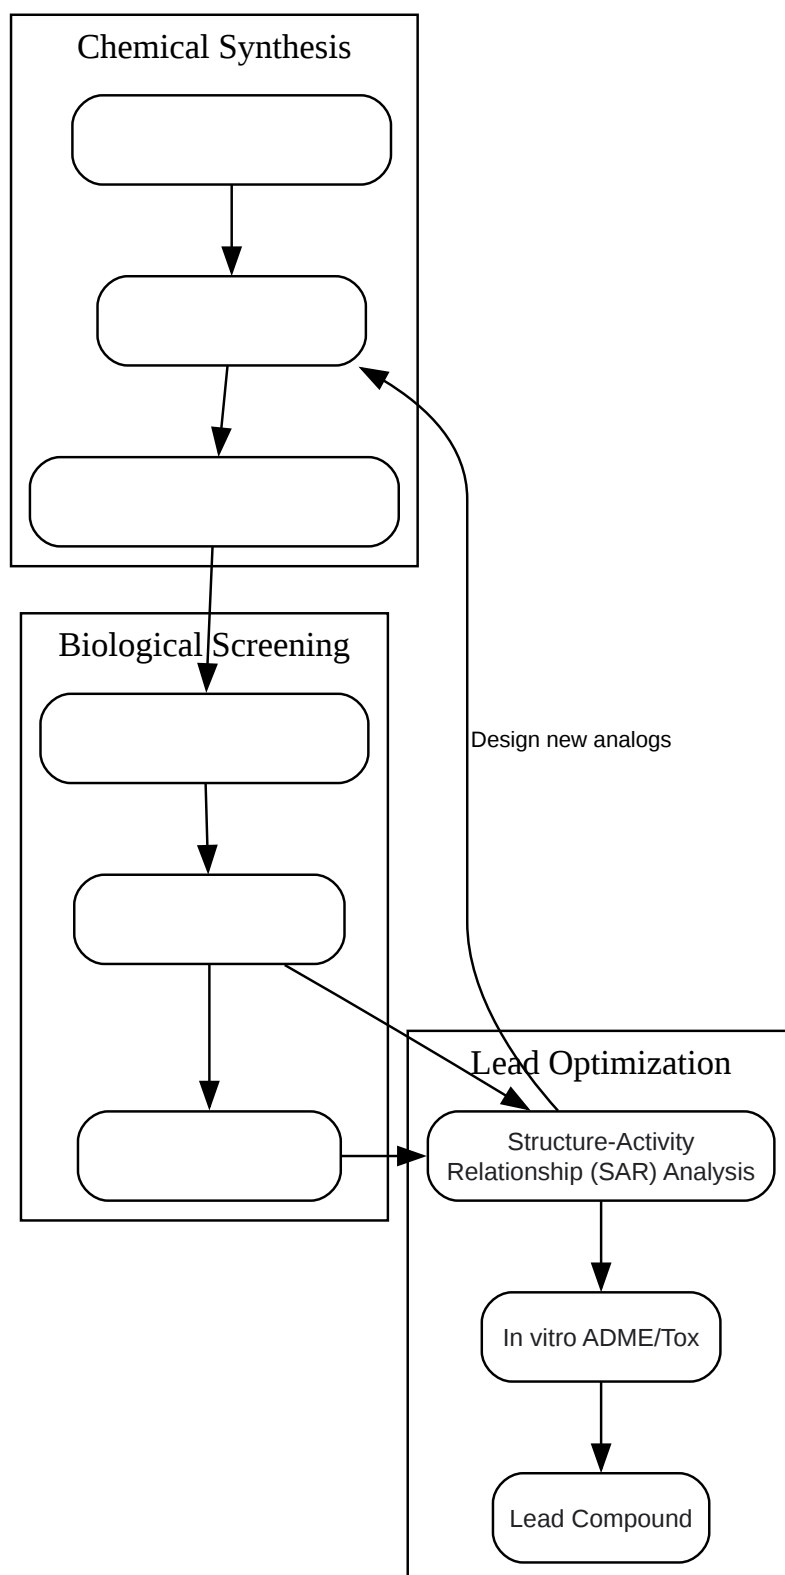 Chemical Synthesis
Biological Screening
Design new analogs
Lead Optimization
Structure-Activity
Relationship (SAR) Analysis
In vitro ADME/Tox
Lead Compound